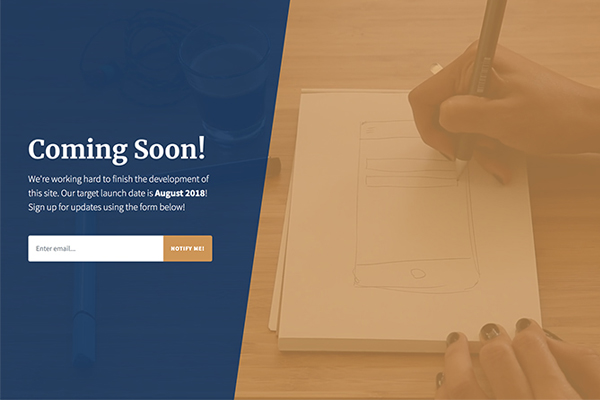 Coming Soon!
We're working hard to finish the development of
this site. Our target launch date is August 2018!
Sign up for updates using the form below!
Enter email...
NOTIFY ME!